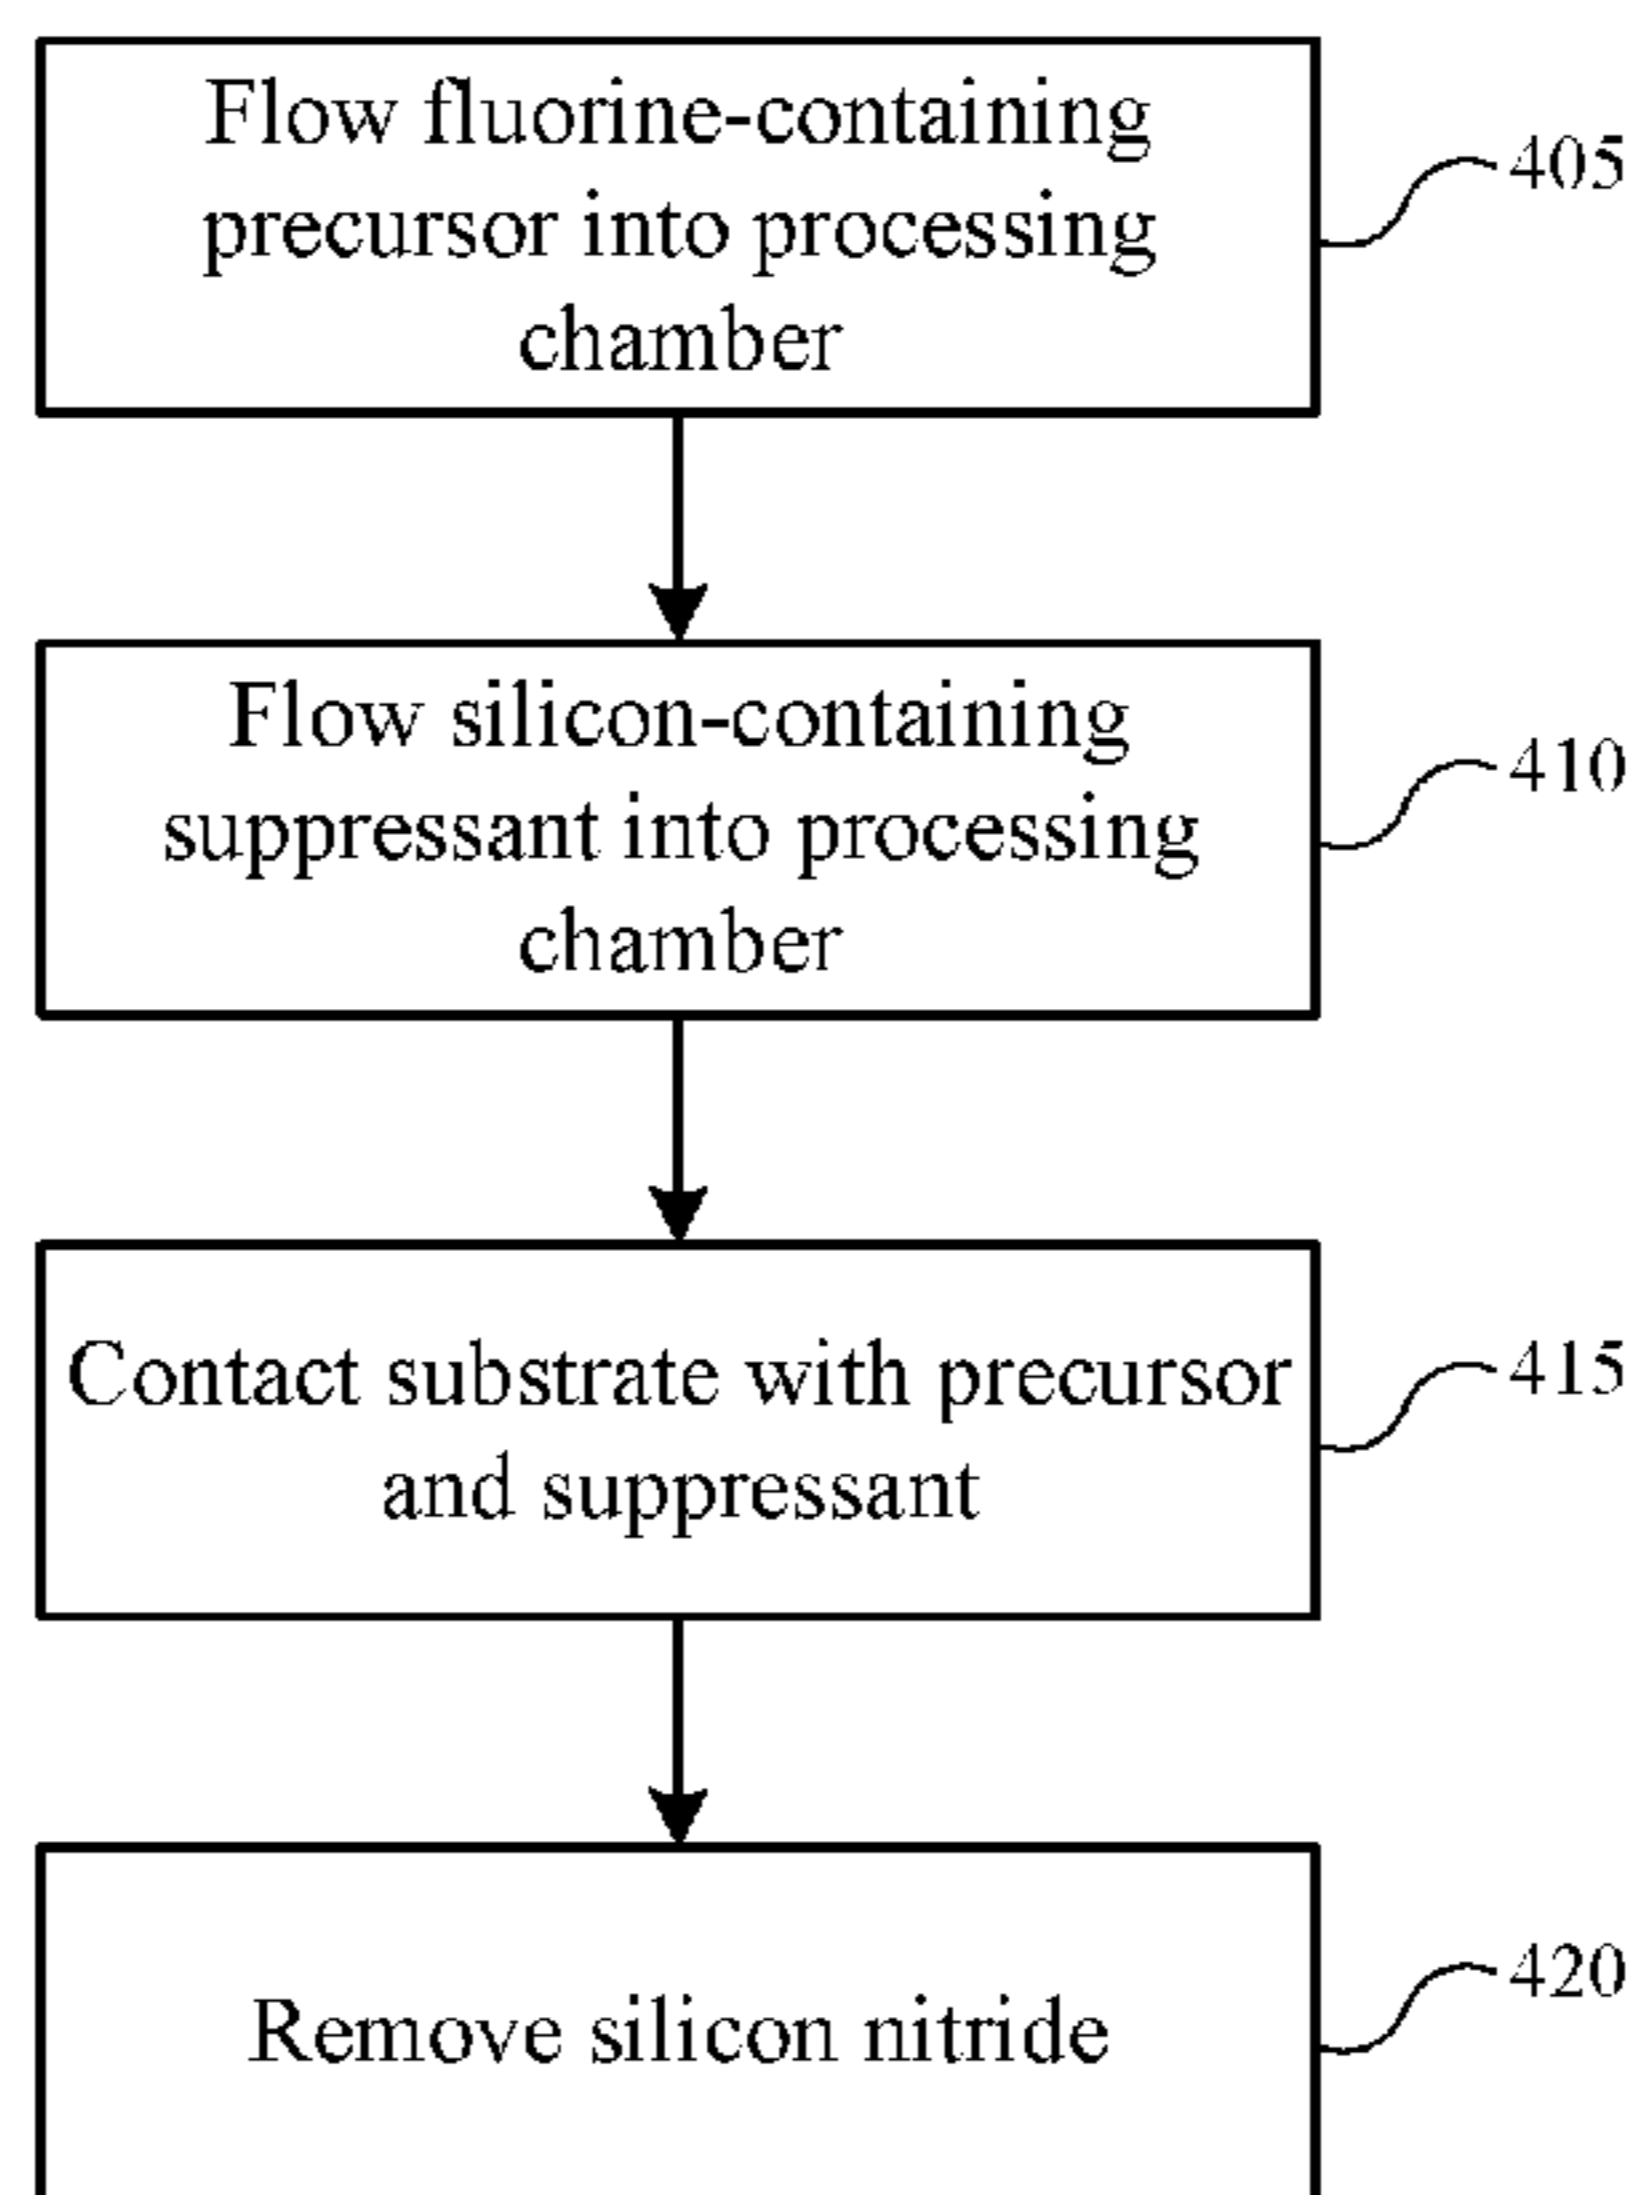 Flow fluorine-containing
precursor into processing
chamber
405
Flow silicon-containing
suppressant into processing
chamber
410
Contact substrate with precursor
and suppressant
415
Remove silicon nitride
420